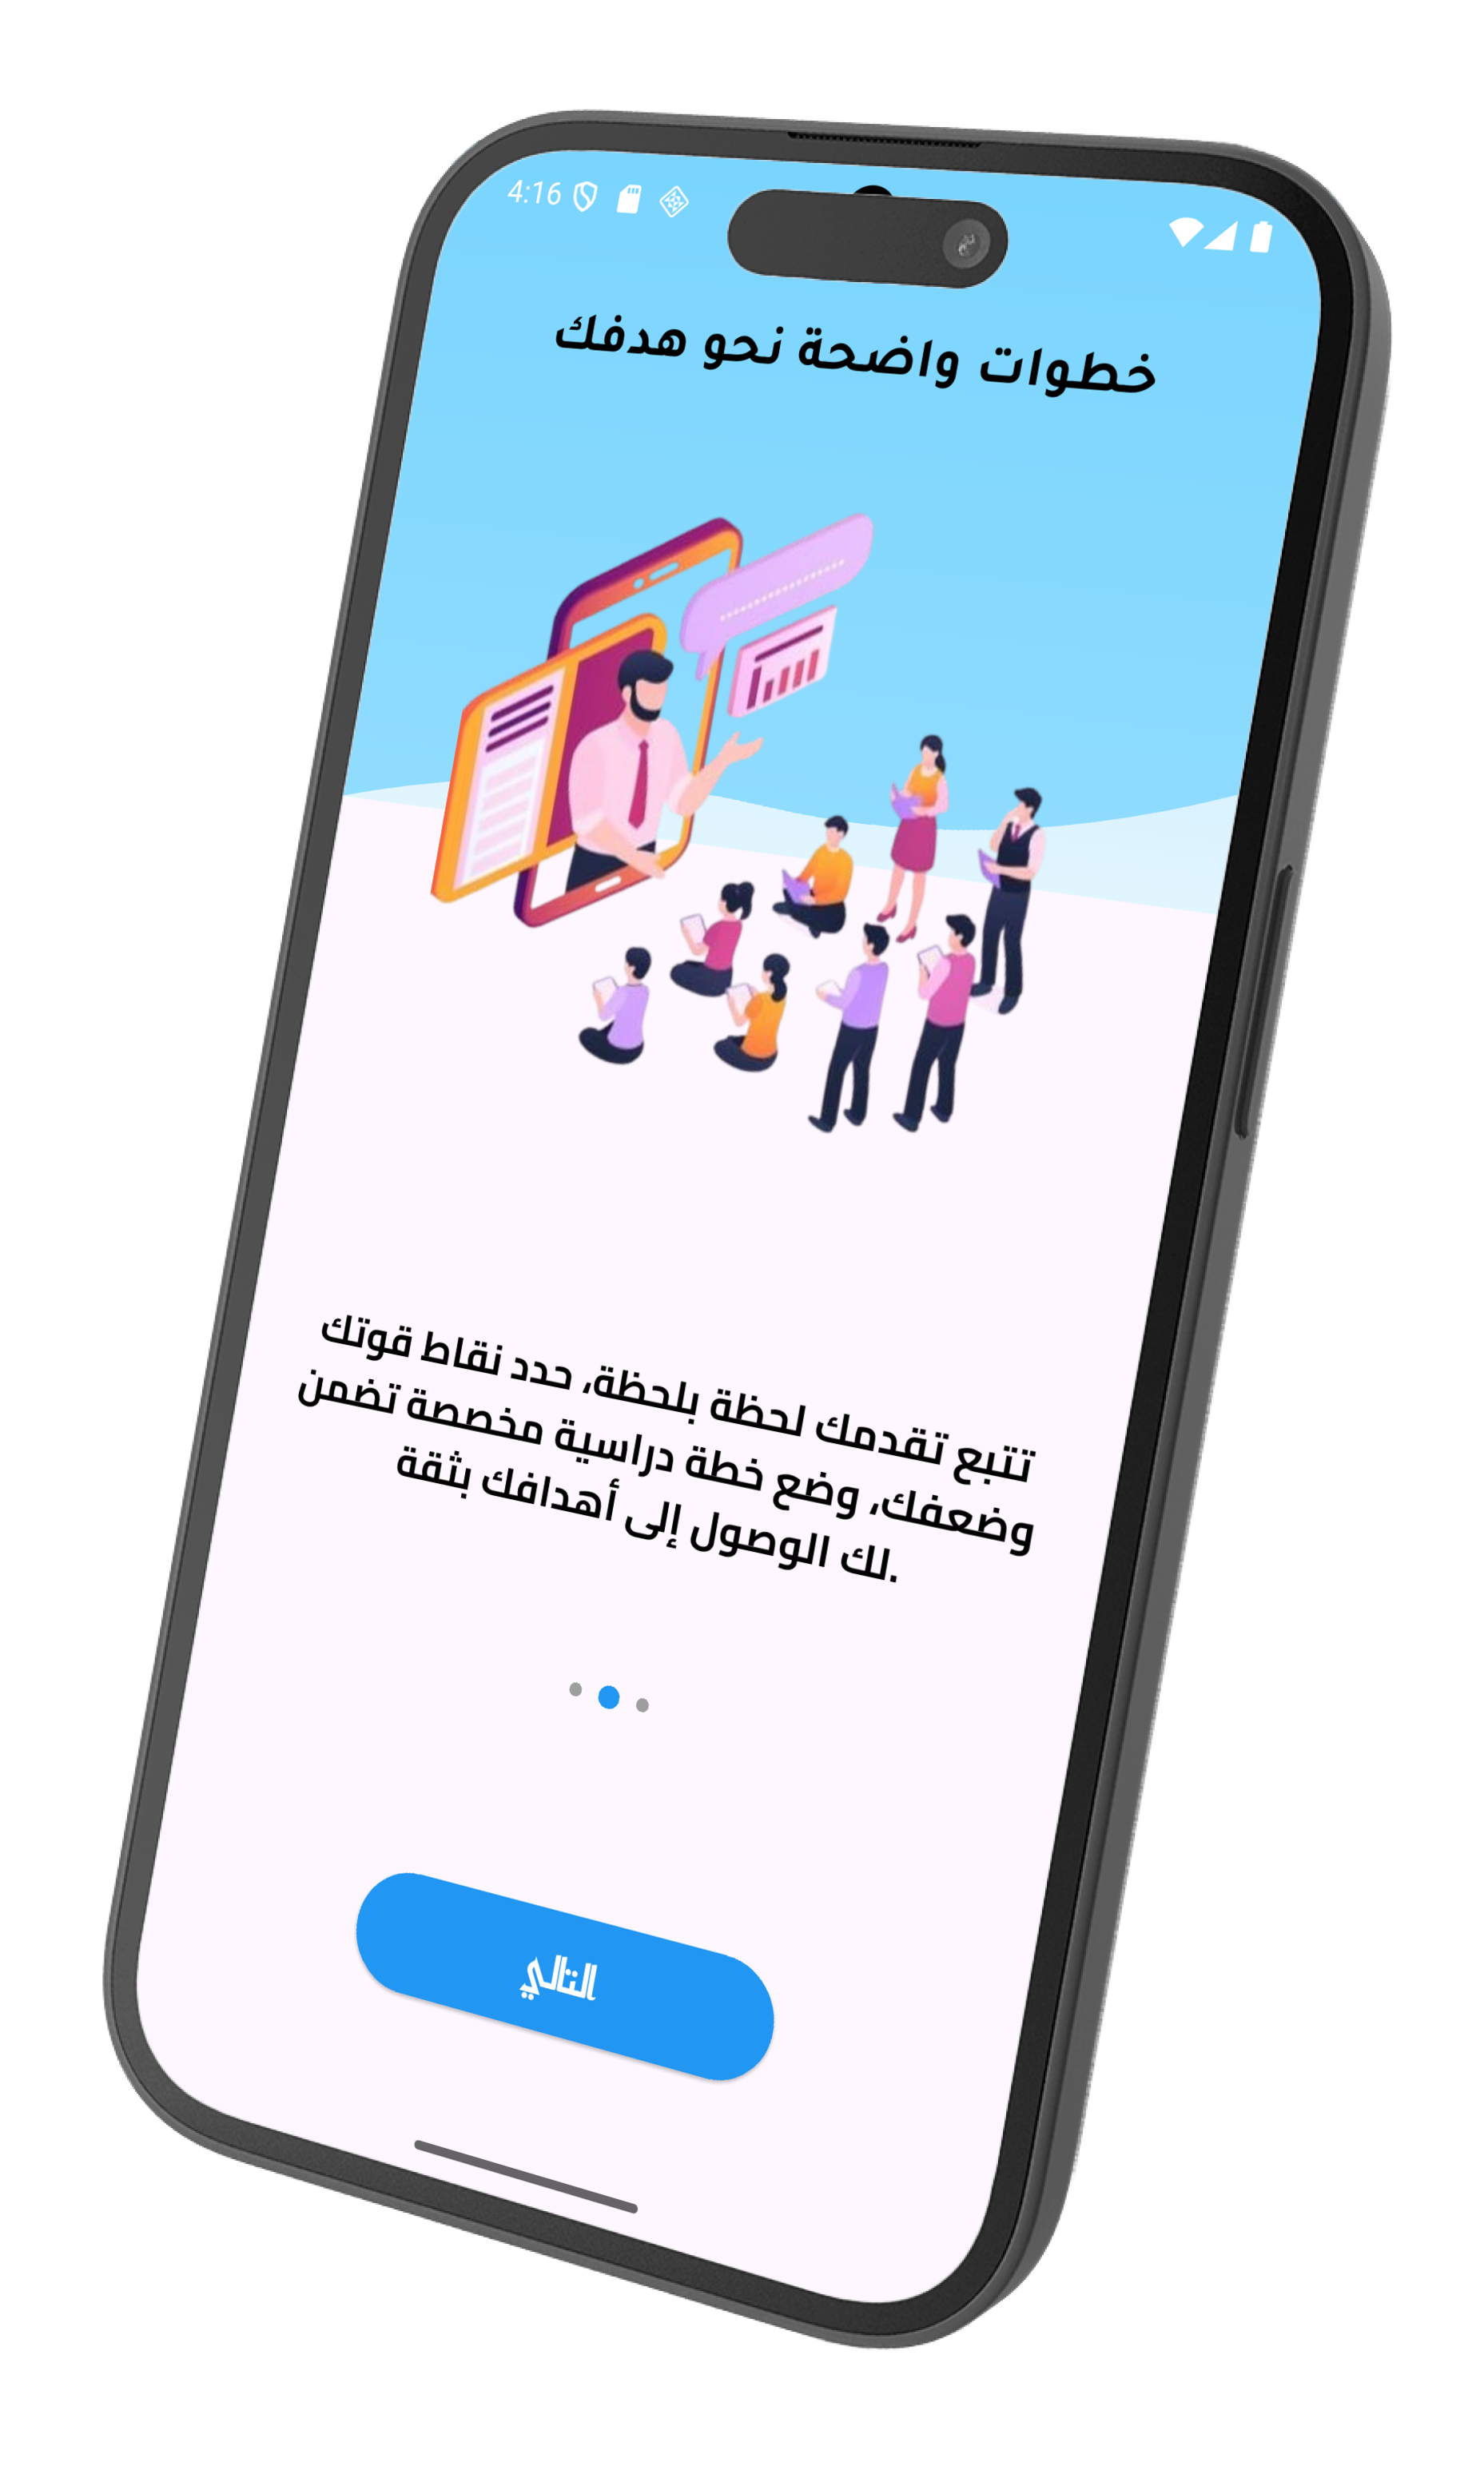 4:16
خطوات واضحة نحو هدفك
تتبع تقدمك لحظة بلحظة، حدد نقاط قوتك
وضعفك، وضع خطة دراسية مخصصة تضمن
لك الوصول إلى أهدافك بثقة.
التالي